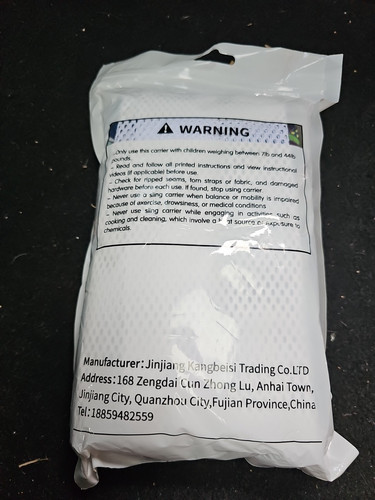 ⚠ WARNING
- Only use this carrier with children weighing between 7lb and 44lb
pounds.
- Read and follow all printed instructions and view instructional
videos (if applicable) before use.
- Check for ripped seams, torn straps or fabric, and damaged
hardware before each use. If found, stop using carrier.
- Never use a sling carrier when balance or mobility is impaired
because of exercise, drowsiness, or medical conditions
- Never use sling carrier while engaging in activities such as
cooking and cleaning, which involve a heat source or exposure to
chemicals.
Manufacturer:Jinjiang Kangbeisi Trading Co.LTD
Address:168 Zengdai Cun Zhong Lu, Anhai Town,
Jinjiang City, Quanzhou City,Fujian Province,China
Tel:18859482559